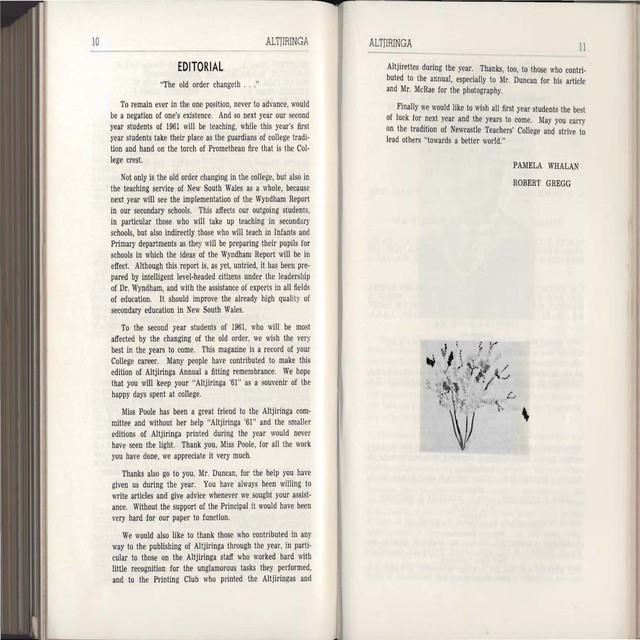 10
ALTJIRINGA
EDITORIAL
"The old order changeth . . ."
To remain ever in the one position, never to advance, would
be a negation of one's existence. And so next year our second
year students of 1961 will be teaching, while this year's first
year students take their place as the guardians of college tradi-
tion and hand on the torch of Promethean fire that is the Col-
lege crest.
Not only is the old order changing in the college, but also in
the teaching service of New South Wales as a whole, because
next year will see the implementation of the Wyndham Report
in our secondary schools. This affects our outgoing students,
in particular those who will take up teaching in secondary
schools, but also indirectly those who will teach in Infants and
Primary departments as they will be preparing their pupils for
schools in which the ideas of the Wyndham Report will be in
effect. Although this report is, as yet, untried, it has been pre-
pared by intelligent level-headed citizens under the leadership
of Dr. Wyndham, and with the assistance of experts in all fields
of education. It should improve the already high quality of
secondary education in New South Wales.
To the second year students of 1961, who will be most
affected by the changing of the old order, we wish the very
best in the years to come. This magazine is a record of your
College career. Many people have contributed to make this
edition of Altjiringa Annual a fitting remembrance. We hope
that you will keep your "Altjiringa '61" as a souvenir of the
happy days spent at college.
Miss Poole has been a great friend to the Altjiringa com-
mittee and without her help "Altjiringa '61" and the smaller
editions of Altjiringa printed during the year would never
have seen the light. Thank you, Miss Poole, for all the work
you have done, we appreciate it very much.
Thanks also go to you, Mr. Duncan, for the help you have
given us during the year. You have always been willing to
write articles and give advice whenever we sought your assist-
ance. Without the support of the Principal it would have been
very hard for our paper to function.
We would also like to thank those who contributed in any
way to the publishing of Altjiringa through the year, in parti-
cular to those on the Altjiringa staff who worked hard with
little recognition for the unglamorous tasks they performed,
and to the Printing Club who printed the Altjiringas and
ALTJIRINGA
11
Altjirettes during the year. Thanks, too, to those who contri-
buted to the annual, especially to Mr. Duncan for his article
and Mr. McRae for the photography.
Finally we would like to wish all first year students the best
of luck for next year and the years to come. May you carry
on the tradition of Newcastle Teachers' College and strive to
lead others "towards a better world."
PAMELA WHALAN
ROBERT GREGG